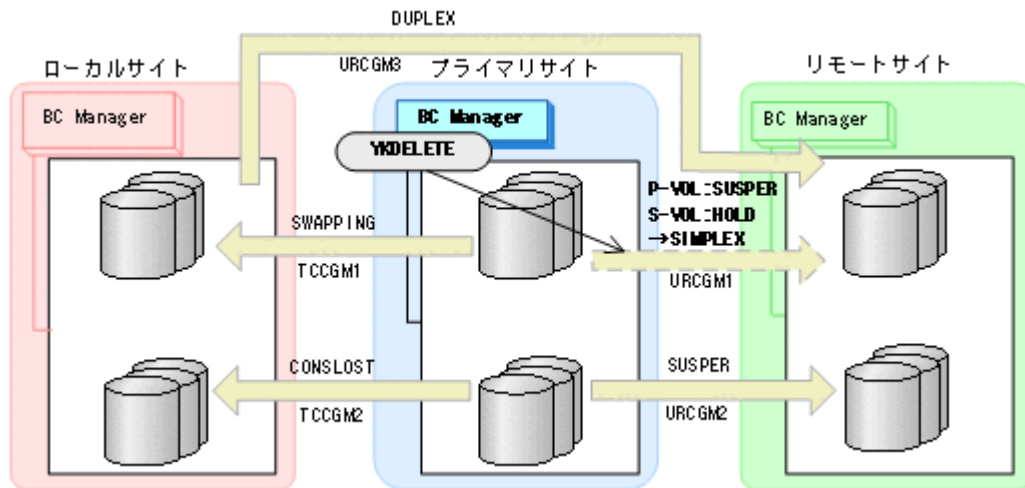 DUPLEX
URCGM3
ローカルサイト
プライマリサイト
リモートサイト
BC Manager
BC Manager
BC Manager
YKDELETE
P-VOL:SUSPER
S-VOL:HOLD
→SIMPLEX
SWAPPING
TCCGM1
URCGM1
CONSLOST
TCCGM2
SUSPER
URCGM2